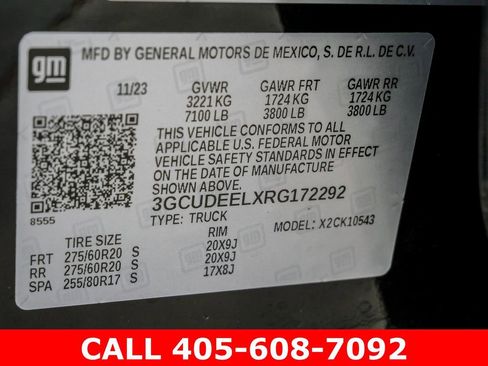 gm
MFD BY GENERAL MOTORS DE MEXICO, S. DE R.L. DE C.V.
11/23 GVWR GAWR FRT GAWR RR
3221 KG 1724 KG 1724 KG
7100 LB 3800 LB 3800 LB
THIS VEHICLE CONFORMS TO ALL
APPLICABLE U.S. FEDERAL MOTOR
VEHICLE SAFETY STANDARDS IN EFFECT
ON THE DATE OF MANUFACTURE
SHOWN ABOVE.
8555
3GCUDEELXRG172292
TYPE: TRUCK MODEL: X2CK10543
TIRE SIZE RIM
FRT 275/60R20 S 20X9J
RR 275/60R20 S 20X9J
SPA 255/80R17 S 17X8J
CALL 405-608-7092